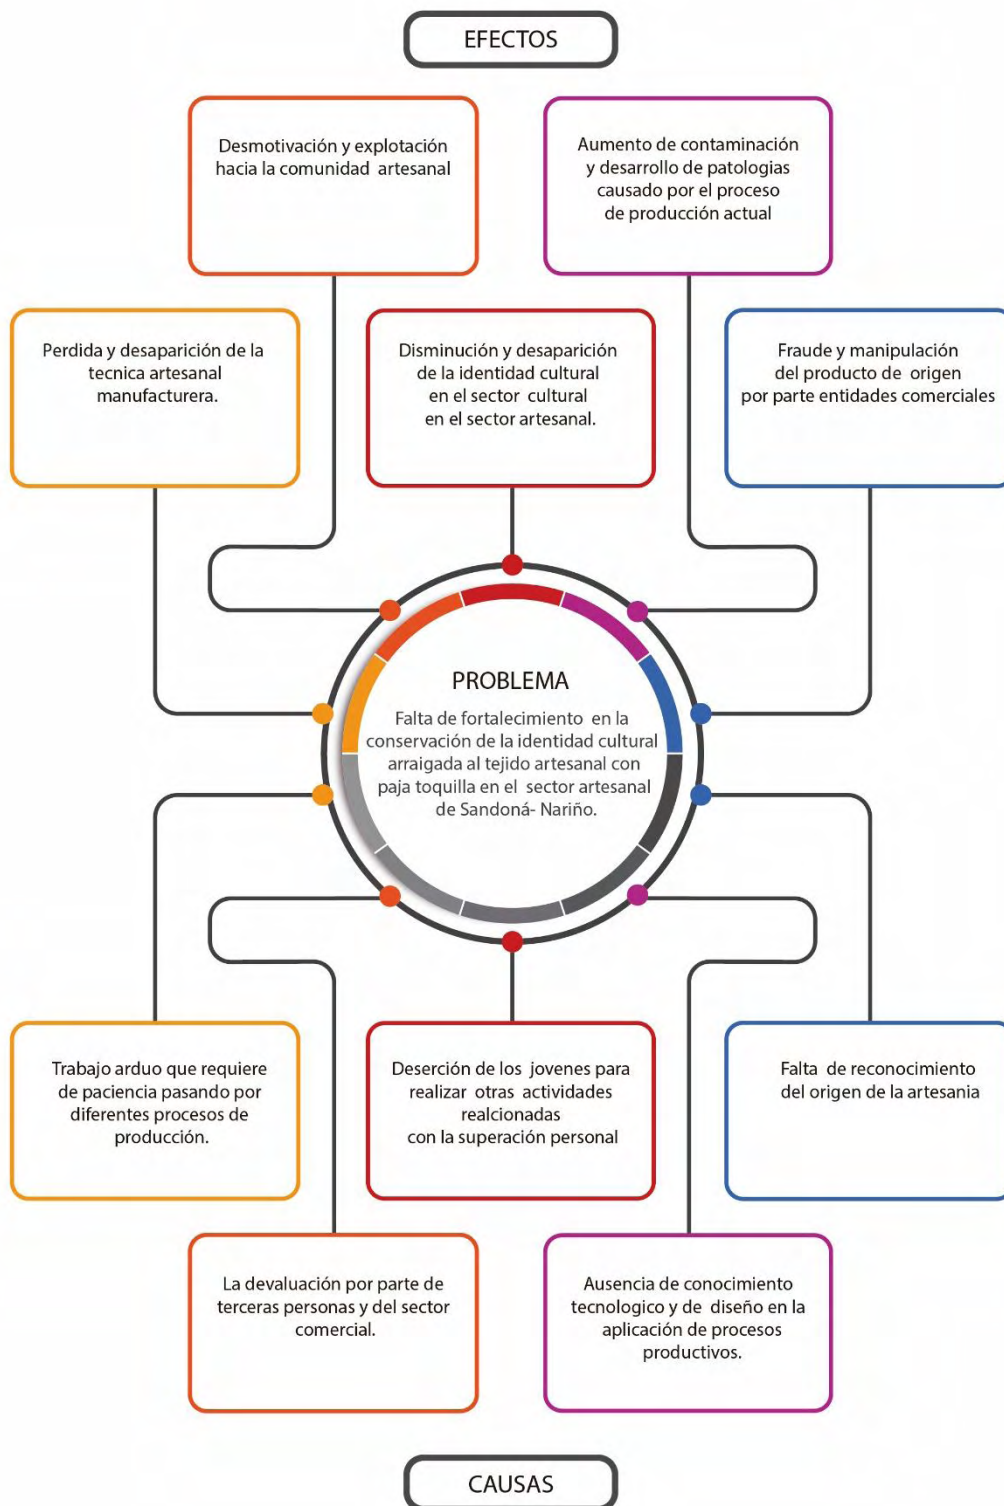 EFECTOS
Desmotivación y explotación
hacia la comunidad artesanal
Aumento de contaminación
y desarrollo de patologias
causado por el proceso
de producción actual
Perdida y desaparición de la
tecnica artesanal
manufacturera.
Disminución y desaparición
de la identidad cultural
en el sector cultural
en el sector artesanal.
Fraude y manipulación
del producto de origen
por parte entidades comerciales
PROBLEMA
Falta de fortalecimiento en la
conservación de la identidad cultural
arraigada al tejido artesanal con
paja toquilla en el sector artesanal
de Sandoná- Nariño.
Trabajo arduo que requiere
de paciencia pasando por
diferentes procesos de
producción.
Deserción de los jovenes para
realizar otras actividades
realcionadas
con la superación personal
Falta de reconocimiento
del origen de la artesania
La devaluación por parte de
terceras personas y del sector
comercial.
Ausencia de conocimiento
tecnologico y de diseño en la
aplicación de procesos
productivos.
CAUSAS